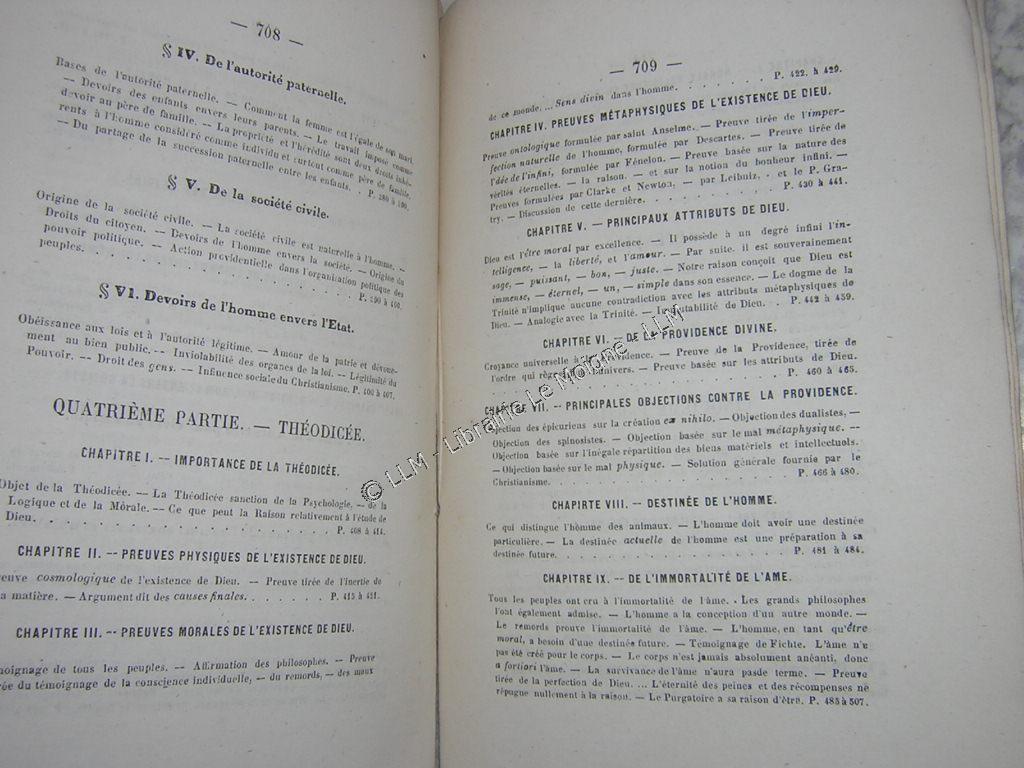 — 708 —
§ IV. De l'autorité paternelle.
Bases de l'autorité paternelle. — Comment la femme est l'égale de son mari.
— Devoirs des enfants envers leurs parents. — Le travail imposé comme
devoir au père de famille. — La propriété et l'hérédité sont deux droits inhé-
rents à l'homme considéré comme individu et surtout comme père de famille.
— Du partage de la succession paternelle entre les enfants. . P. 380 à 390.
§ V. De la société civile.
Origine de la société civile. — La société civile est naturelle à l'homme. —
Droits du citoyen. — Devoirs de l'homme envers la société. — Origine du
pouvoir politique. — Action providentielle dans l'organisation politique des
peuples. . . . . . . . . . . . . . . P. 390 à 400.
§ VI. Devoirs de l'homme envers l'Etat.
Obéissance aux lois et à l'autorité légitime. — Amour de la patrie et dévoue-
ment au bien public. — Inviolabilité des organes de la loi. — Légitimité du
Pouvoir. — Droit des gens. — Influence sociale du Christianisme. P. 400 à 407.
QUATRIÈME PARTIE. — THÉODICÉE.
CHAPITRE I. — IMPORTANCE DE LA THÉODICÉE.
Objet de la Théodicée. — La Théodicée sanction de la Psychologie, — de la
Logique et de la Mòrale. — Ce que peut la Raison relativement à l'étude de
Dieu. . . . . . . . . . . . . . . . P. 408 à 414.
CHAPITRE II. — PREUVES PHYSIQUES DE L'EXISTENCE DE DIEU.
reuve cosmologique de l'existence de Dieu. — Preuve tirée de l'inertie de
a matière. — Argument dit des causes finales. . . . . . P. 415 à 421.
CHAPITRE III. — PREUVES MORALES DE L'EXISTENCE DE DIEU.
moignage de tous les peuples. — Affirmation des philosophes. — Preuve
rée du témoignage de la conscience individuelle, — du remords, — des maux
— 709 —
de ce monde. ... Sens divin dans l'homme. . . . . . P. 422. à 429.
CHAPITRE IV. PREUVES MÉTAPHYSIQUES DE L'EXISTENCE DE DIEU.
Preuve ontologique formulée par saint Anselme. — Preuve tirée de l'imper-
fection naturelle de l'homme, formulée par Descartes. — Preuve tirée de
l'dée de l'infini, formulée par Fénelon. — Preuve basée sur la nature des
vérités éternelles. — la raison. — et sur la notion du bonheur infini. —
Preuves formulées par Clarke et Newton, — par Leibniz, - et le P. Gra-
try. — Discussion de cette dernière. . . . . . . P. 430 à 441.
CHAPITRE V. — PRINCIPAUX ATTRIBUTS DE DIEU.
Dieu est l'être moral par excellence. — Il possède à un degré infini l'in-
telligence, — la liberté, et l'amour. — Par suite. il est souverainement
sage, — puissant, — bon, — juste. — Notre raison conçoit que Dieu est
immense, — éternel, — un, — simple dans son essence. — Le dogme de la
Trinité n'implique aucune contradiction avec les attributs métaphysiques de
Dieu. — Analogie avec la Trinité. — Immutabilité de Dieu. . P. 442 à 459.
CHAPITRE VI. — DE LA PROVIDENCE DIVINE.
Croyance universelle à la Providence. — Preuve de la Providence, tirée de
l'ordre qui règne dans l'univers. — Preuve basée sur les attributs de Dieu.
. . . . . . . . . . . . . P. 460 à 465.
CHAPITRE VII. — PRINCIPALES OBJECTIONS CONTRE LA PROVIDENCE.
Objection des épicuriens sur la création ex nihilo. — Objection des dualistes, —
Objection des spinosistes. — Objection basée sur le mal métaphysique. —
Objection basée sur l'inégale répartition des biens matériels et intellectuels.
— Objection basée sur le mal physique. — Solution générale fournie par le
Christianisme. . . . . . . . . . . . P. 466 à 480.
CHAPIRTE VIII. — DESTINÉE DE L'HOMME.
Ce qui distingue l'homme des animaux. — L'homme doit avoir une destinée
particulière. — La destinée actuelle de l'homme est une préparation à sa
destinée future. . . . . . . . . . . . P. 481 à 484.
CHAPITRE IX. — DE L'IMMORTALITÉ DE L'AME.
Tous les peuples ont cru à l'immortalité de l'âme. . Les grands philosophes
l'ont également admise. — L'homme a la conception d'un autre monde. —
Le remords prouve l'immortalité de l'âme. — L'homme, en tant qu'être
moral, a besoin d'une destinée future. — Témoignage de Fichte. L'âme n'a
pas été créé pour le corps. — Le corps n'est jamais absolument anéanti, donc
a fortiori l'âme. — La survivance de l'âme n'aura pasde terme. — Preuve
tirée de la perfection de Dieu. ... L'éternité des peines et des récompenses ne
répugne nullement à la raison. — Le Purgatoire a sa raison d'être. P. 485 à 507.
© LLM - Librairie Le Moigne - LLM